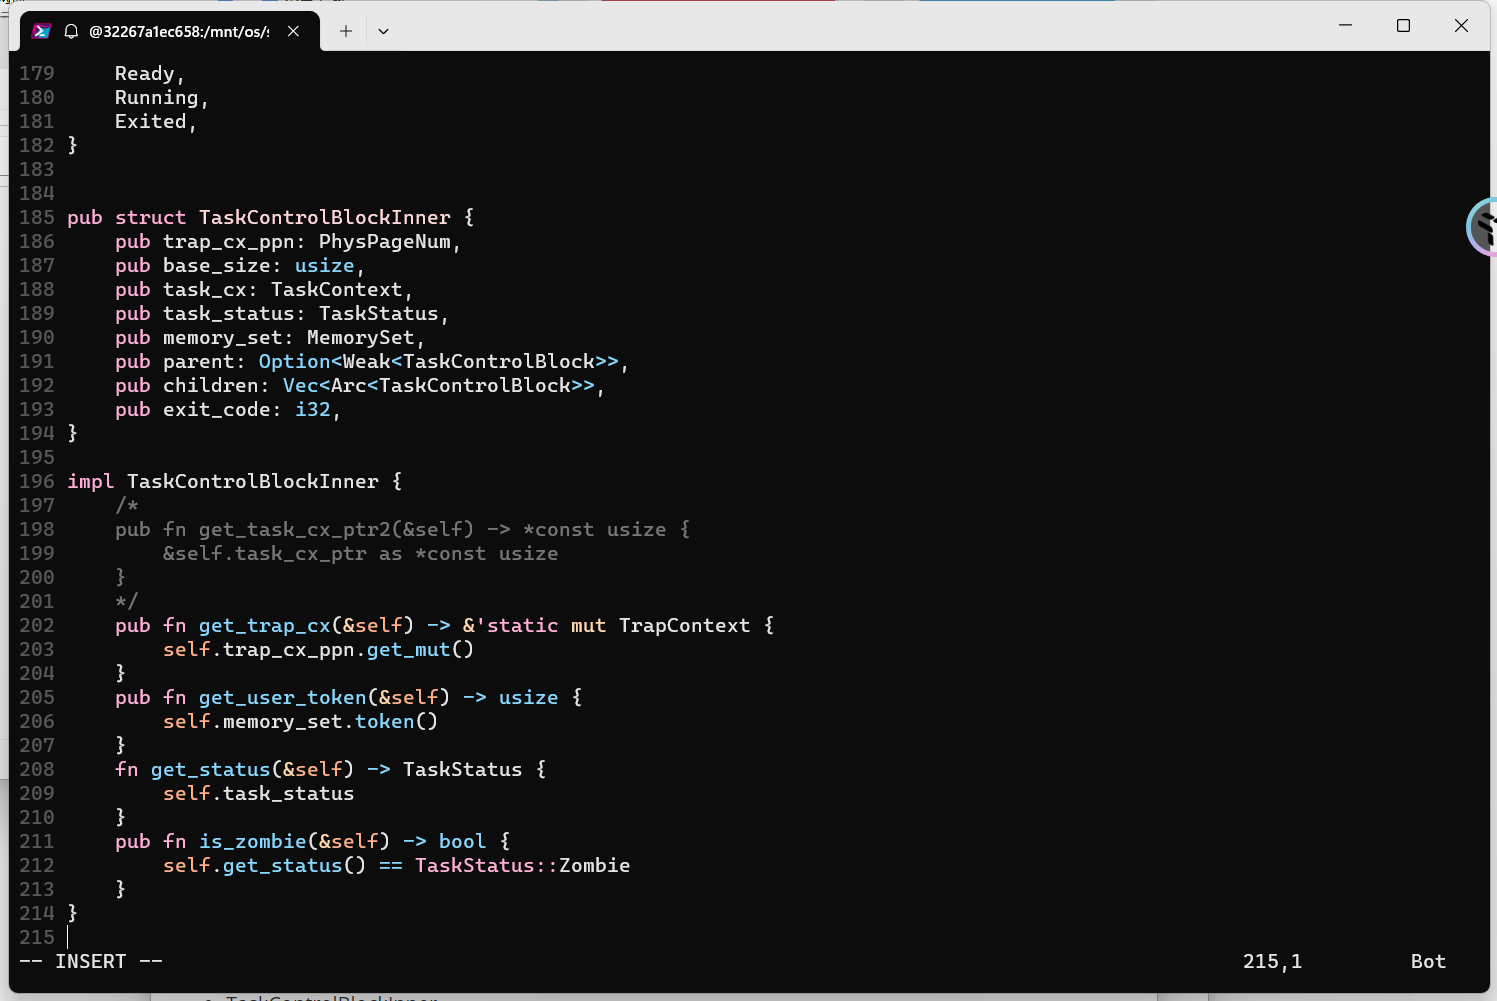 @32267a1ec658:/mnt/os/s
179     Ready,
180     Running,
181     Exited,
182 }
183
184
185 pub struct TaskControlBlockInner {
186     pub trap_cx_ppn: PhysPageNum,
187     pub base_size: usize,
188     pub task_cx: TaskContext,
189     pub task_status: TaskStatus,
190     pub memory_set: MemorySet,
191     pub parent: Option<Weak<TaskControlBlock>>,
192     pub children: Vec<Arc<TaskControlBlock>>,
193     pub exit_code: i32,
194 }
195
196 impl TaskControlBlockInner {
197     /*
198     pub fn get_task_cx_ptr2(&self) -> *const usize {
199         &self.task_cx_ptr as *const usize
200     }
201     */
202     pub fn get_trap_cx(&self) -> &'static mut TrapContext {
203         self.trap_cx_ppn.get_mut()
204     }
205     pub fn get_user_token(&self) -> usize {
206         self.memory_set.token()
207     }
208     fn get_status(&self) -> TaskStatus {
209         self.task_status
210     }
211     pub fn is_zombie(&self) -> bool {
212         self.get_status() == TaskStatus::Zombie
213     }
214 }
215
-- INSERT -- 215,1 Bot
TaskControlBlockInner